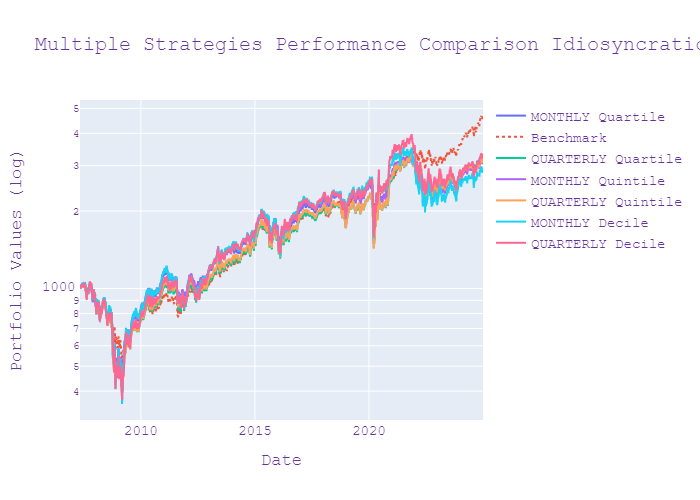 Multiple Strategies Performance Comparison Idiosyncratic
Portfolio Values (log)
5
4
3
2
1000
9
8
7
6
5
4
2010
2015
2020
Date
MONTHLY Quartile
Benchmark
QUARTERLY Quartile
MONTHLY Quintile
QUARTERLY Quintile
MONTHLY Decile
QUARTERLY Decile